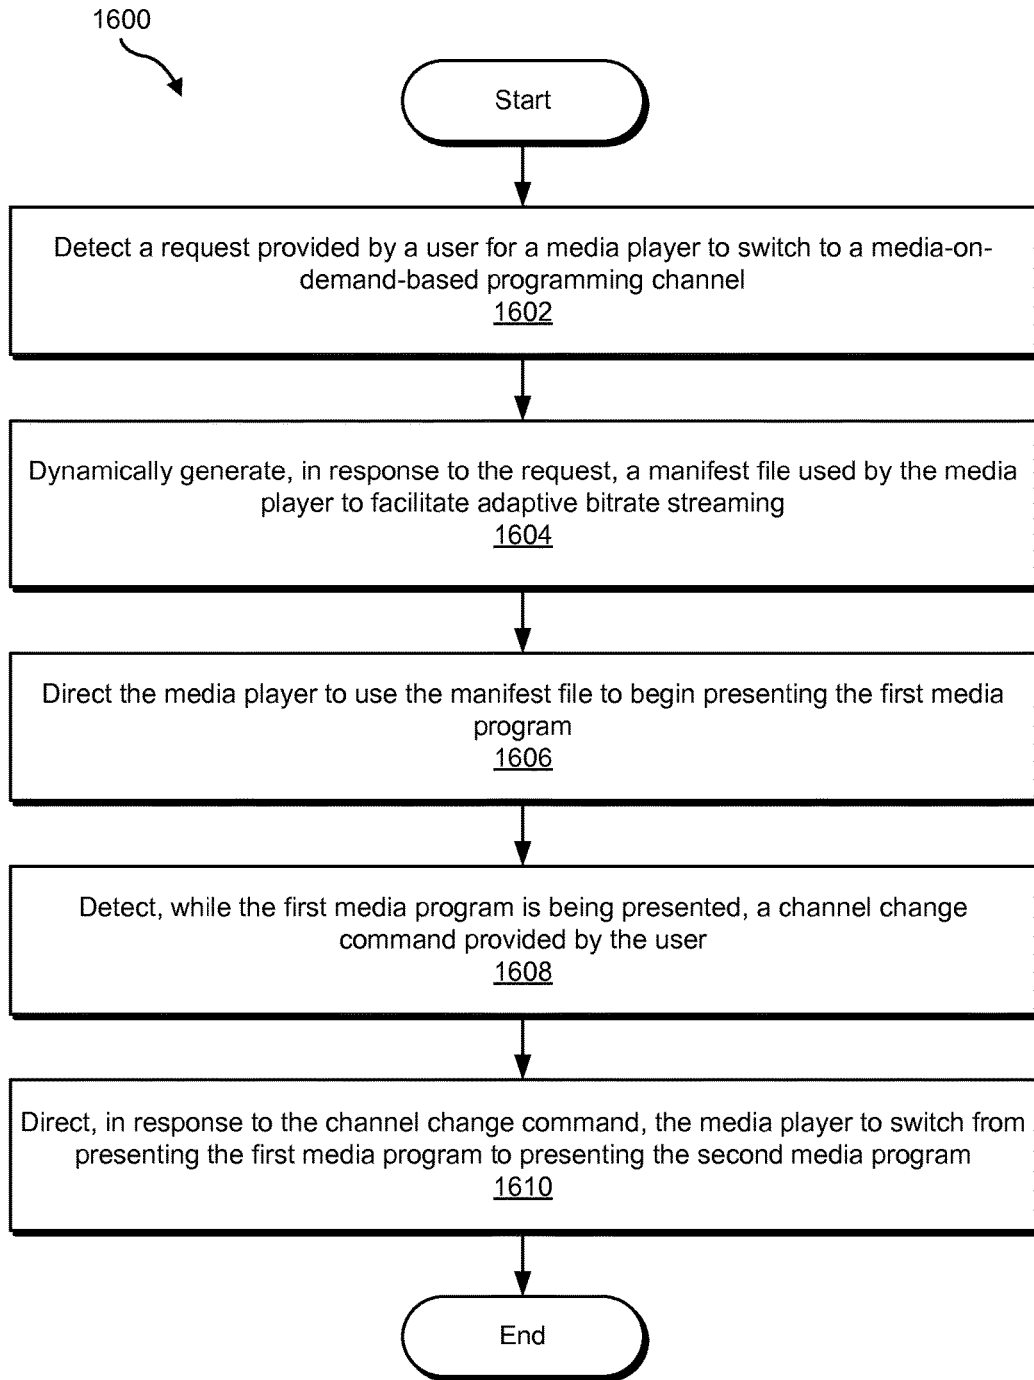 1600
Start
Detect a request provided by a user for a media player to switch to a media-on-
demand-based programming channel
1602
Dynamically generate, in response to the request, a manifest file used by the media
player to facilitate adaptive bitrate streaming
1604
Direct the media player to use the manifest file to begin presenting the first media
program
1606
Detect, while the first media program is being presented, a channel change
command provided by the user
1608
Direct, in response to the channel change command, the media player to switch from
presenting the first media program to presenting the second media program
1610
End